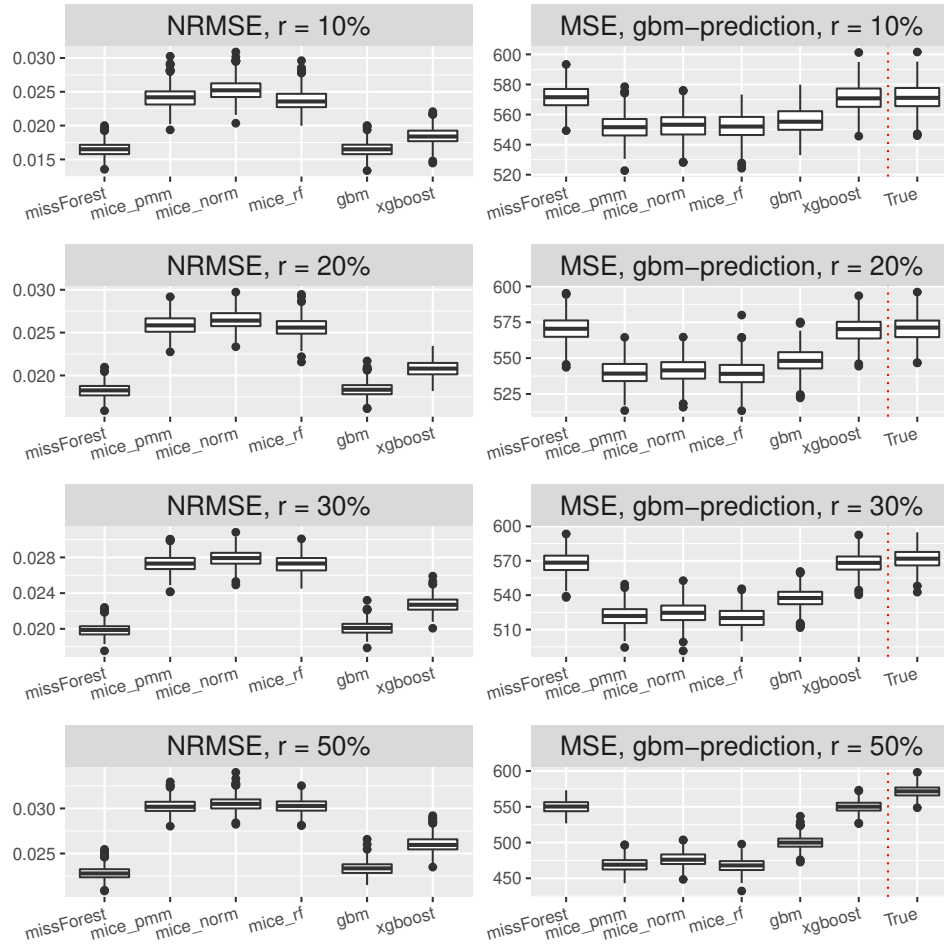 NRMSE, r = 10%
0.030
0.025
0.020
0.015
missForest
mice_pmm
mice_norm
mice_rf
gbm
xgboost
MSE, gbm−prediction, r = 10%
600
580
560
540
520
missForest
mice_pmm
mice_norm
mice_rf
gbm
xgboost
True
NRMSE, r = 20%
0.030
0.025
0.020
missForest
mice_pmm
mice_norm
mice_rf
gbm
xgboost
MSE, gbm−prediction, r = 20%
600
575
550
525
missForest
mice_pmm
mice_norm
mice_rf
gbm
xgboost
True
NRMSE, r = 30%
0.028
0.024
0.020
missForest
mice_pmm
mice_norm
mice_rf
gbm
xgboost
MSE, gbm−prediction, r = 30%
600
570
540
510
missForest
mice_pmm
mice_norm
mice_rf
gbm
xgboost
True
NRMSE, r = 50%
0.030
0.025
missForest
mice_pmm
mice_norm
mice_rf
gbm
xgboost
MSE, gbm−prediction, r = 50%
600
550
500
450
missForest
mice_pmm
mice_norm
mice_rf
gbm
xgboost
True